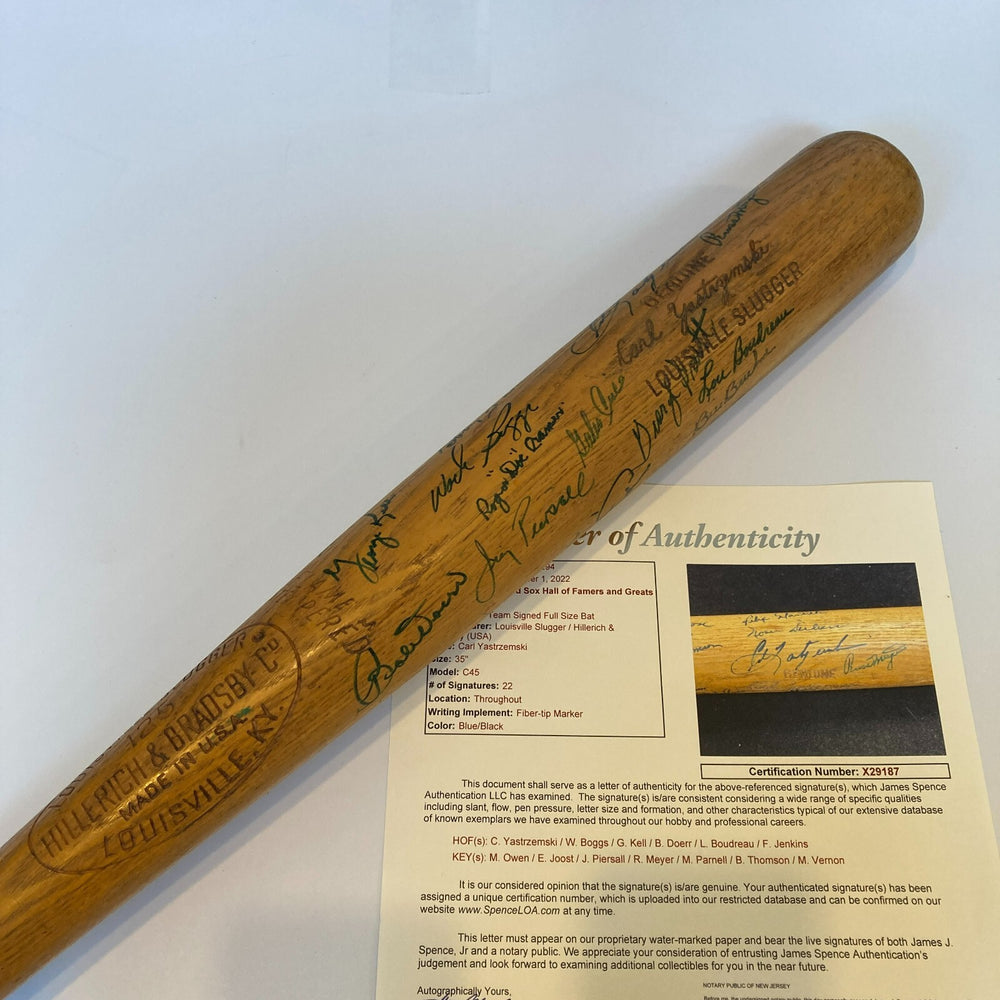 GENUINE
Carl Yastrzemski
LOUISVILLE SLUGGER
Lou Boudreau
Wade Boggs
Roger "Doc" Cramer
Jim Piersall
Bobby Doerr
HILLERICH & BRADSBY CO
MADE IN U.S.A.
LOUISVILLE, KY.
er of Authenticity
er 1, 2022
d Sox Hall of Famers and Greats
Team Signed Full Size Bat
rer: Louisville Slugger / Hillerich &
y (USA)
: Carl Yastrzemski
Size: 35"
Model: C45
# of Signatures: 22
Location: Throughout
Writing Implement: Fiber-tip Marker
Color: Blue/Black
GENUINE
Certification Number: X29187
This document shall serve as a letter of authenticity for the above-referenced signature(s), which James Spence
Authentication LLC has examined. The signature(s) is/are consistent considering a wide range of specific qualities
including slant, flow, pen pressure, letter size and formation, and other characteristics typical of our extensive database
of known exemplars we have examined throughout our hobby and professional careers.
HOF(s): C. Yastrzemski / W. Boggs / G. Kell / B. Doerr / L. Boudreau / F. Jenkins
KEY(s): M. Owen / E. Joost / J. Piersall / R. Meyer / M. Parnell / B. Thomson / M. Vernon
It is our considered opinion that the signature(s) is/are genuine. Your authenticated signature(s) has been
assigned a unique certification number, which is uploaded into our restricted database and can be confirmed on our
website www.SpenceLOA.com at any time.
This letter must appear on our proprietary water-marked paper and bear the live signatures of both James J.
Spence, Jr and a notary public. We appreciate your consideration of entrusting James Spence Authentication's
judgement and look forward to examining additional collectibles for you in the near future.
Autographically Yours,
NOTARY PUBLIC OF NEW JERSEY